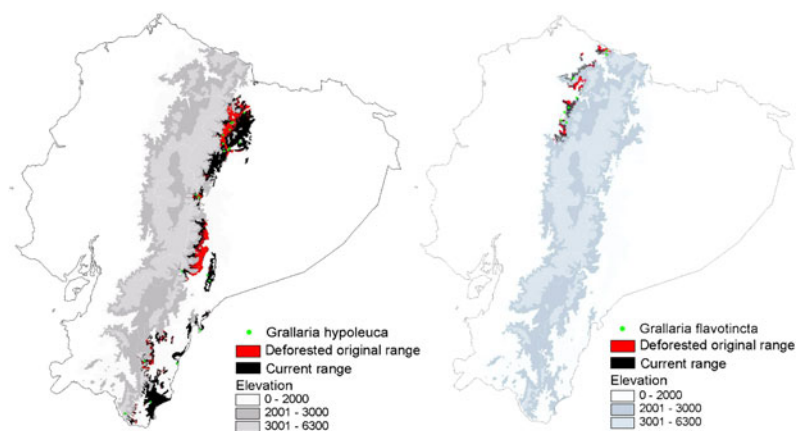 Grallaria hypoleuca
Deforested original range
Current range
Elevation
0 - 2000
2001 - 3000
3001 - 6300
Grallaria flavotincta
Deforested original range
Current range
Elevation
0 - 2000
2001 - 3000
3001 - 6300